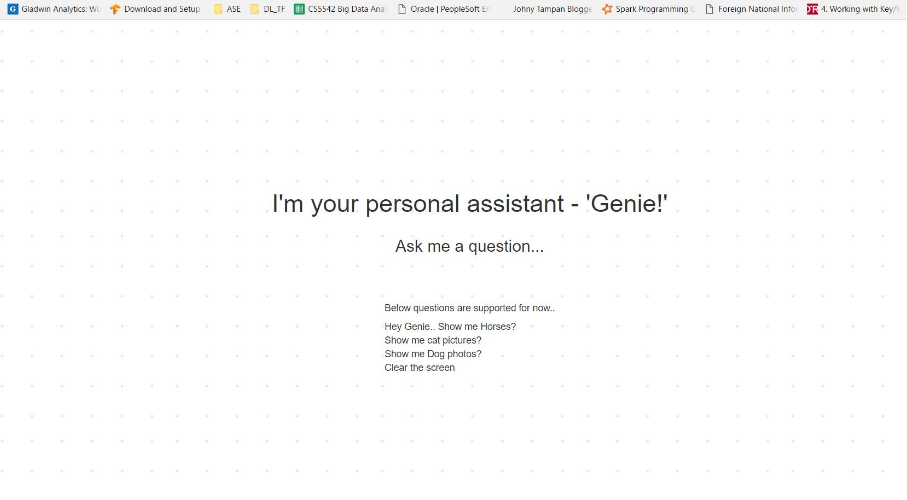 Gladwin Analytics: Wo
Download and Setup
ASE
DL_TF
CS5542 Big Data Anal
Oracle | PeopleSoft En
Johny Tampan Blogge
Spark Programming G
Foreign National Infor
4. Working with Key/V
I'm your personal assistant - 'Genie!'
Ask me a question...
Below questions are supported for now..
Hey Genie.. Show me Horses?
Show me cat pictures?
Show me Dog photos?
Clear the screen